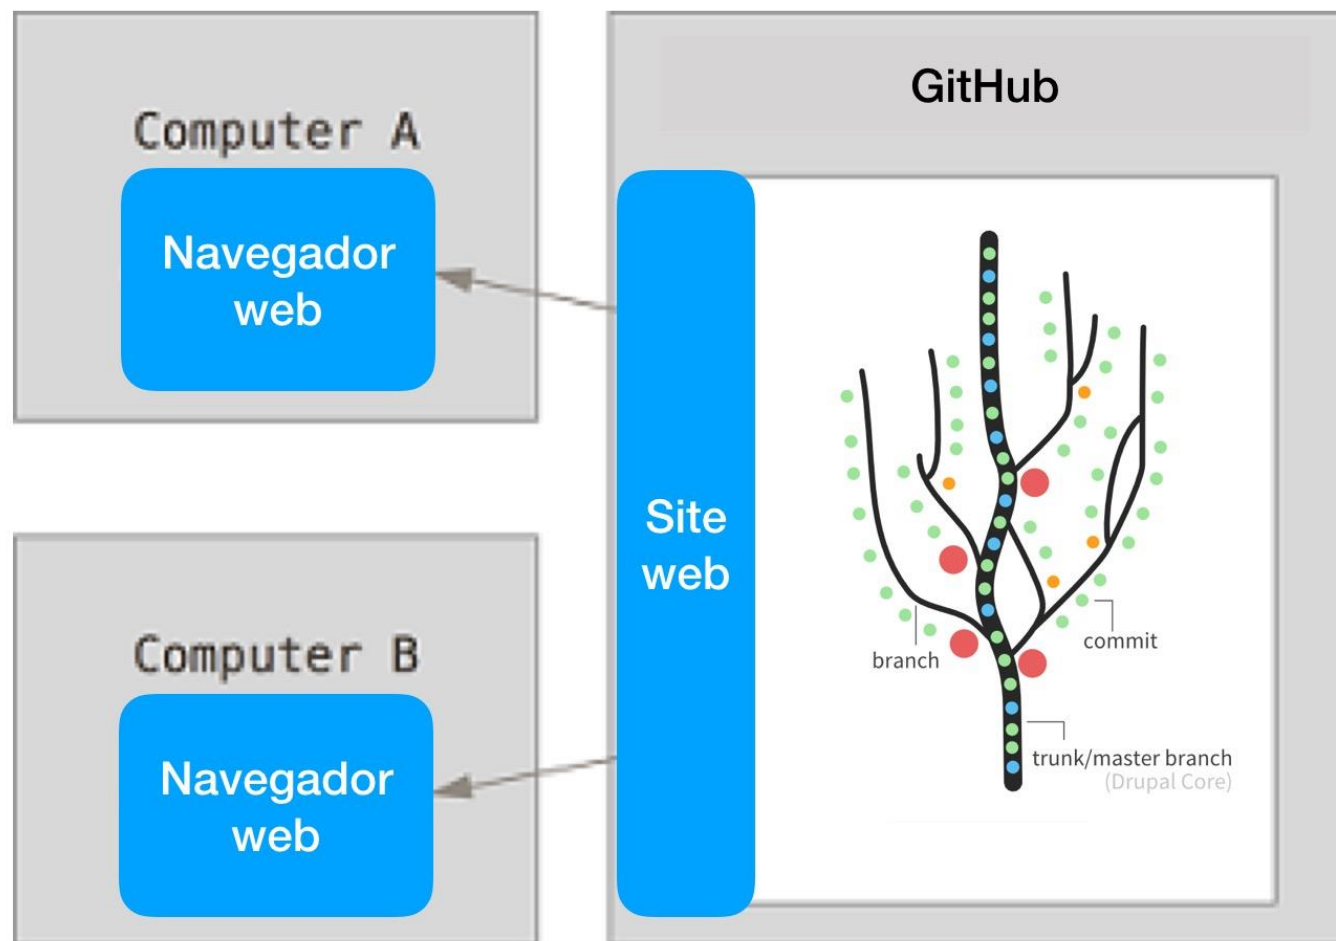 Computer A
Navegador
web
Computer B
Navegador
web
GitHub
Site
web
branch
commit
trunk/master branch
(Drupal Core)